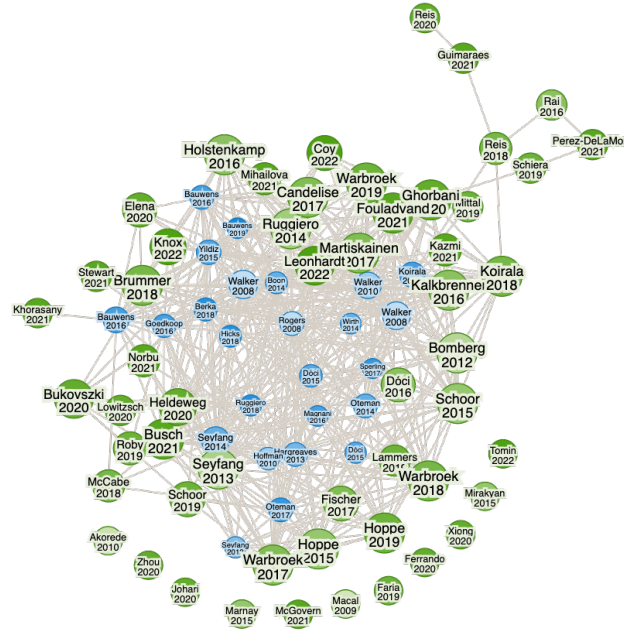 Reis
2020
Guimaraes
2021
Rai
2016
Perez-DeLaMo
2021
Reis
2018
Schiera
2019
Holstenkamp
2016
Coy
2022
Mihailova
2021
Warbroek
2019
Candelise
2017
Ghorbani
Mittal
2019
Fouladvand
2021
Bauwens
2016
Elena
2020
Bauwens
2019
Ruggiero
2014
Knox
2022
Yildiz
2015
Martiskainen
2017
Kazmi
2021
Leonhardt
2022
Koirala
Koirala
2018
Stewart
2021
Brummer
2018
Walker
2008
Boon
2014
Walker
2010
Kalkbrenner
2016
Khorasany
2021
Bauwens
2016
Goedkoop
2016
Berka
2018
Rogers
2008
Wirth
2014
Walker
2008
Hicks
2018
Bomberg
2012
Norbu
2021
Dóci
2015
Sperling
2017
Dóci
2016
Bukovszki
2020
Lowitzsch
2020
Heldeweg
2020
Ruggiero
2018
Magnani
2016
Oteman
2014
Schoor
2015
Roby
2019
Busch
2021
Seyfang
2014
Hoffman
2010
Hargreaves
2013
Dóci
2015
Tomin
2022
McCabe
2018
Seyfang
2013
Lammers
Warbroek
2018
Mirakyan
2015
Schoor
2019
Oteman
2017
Fischer
2017
Akorede
2010
Hoppe
2019
Xiong
2020
Zhou
2020
Warbroek
2017
Hoppe
2015
Ferrando
2020
Johari
2020
Marnay
2015
McGovern
2021
Macal
2009
Faria
2019